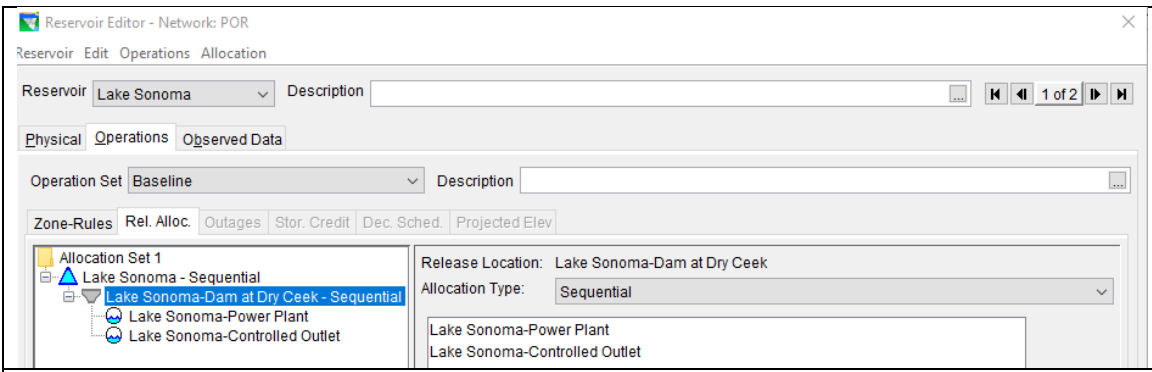 Reservoir Editor - Network: POR
Reservoir Edit Operations Allocation
Reservoir Lake Sonoma Description ... 1 of 2
Physical Operations Observed Data
Operation Set Baseline Description ...
Zone-Rules Rel. Alloc. Outages Stor. Credit Dec. Sched. Projected Elev
Allocation Set 1
Lake Sonoma - Sequential
Lake Sonoma-Dam at Dry Ceek - Sequential
Lake Sonoma-Power Plant
Lake Sonoma-Controlled Outlet
Release Location: Lake Sonoma-Dam at Dry Ceek
Allocation Type: Sequential
Lake Sonoma-Power Plant
Lake Sonoma-Controlled Outlet